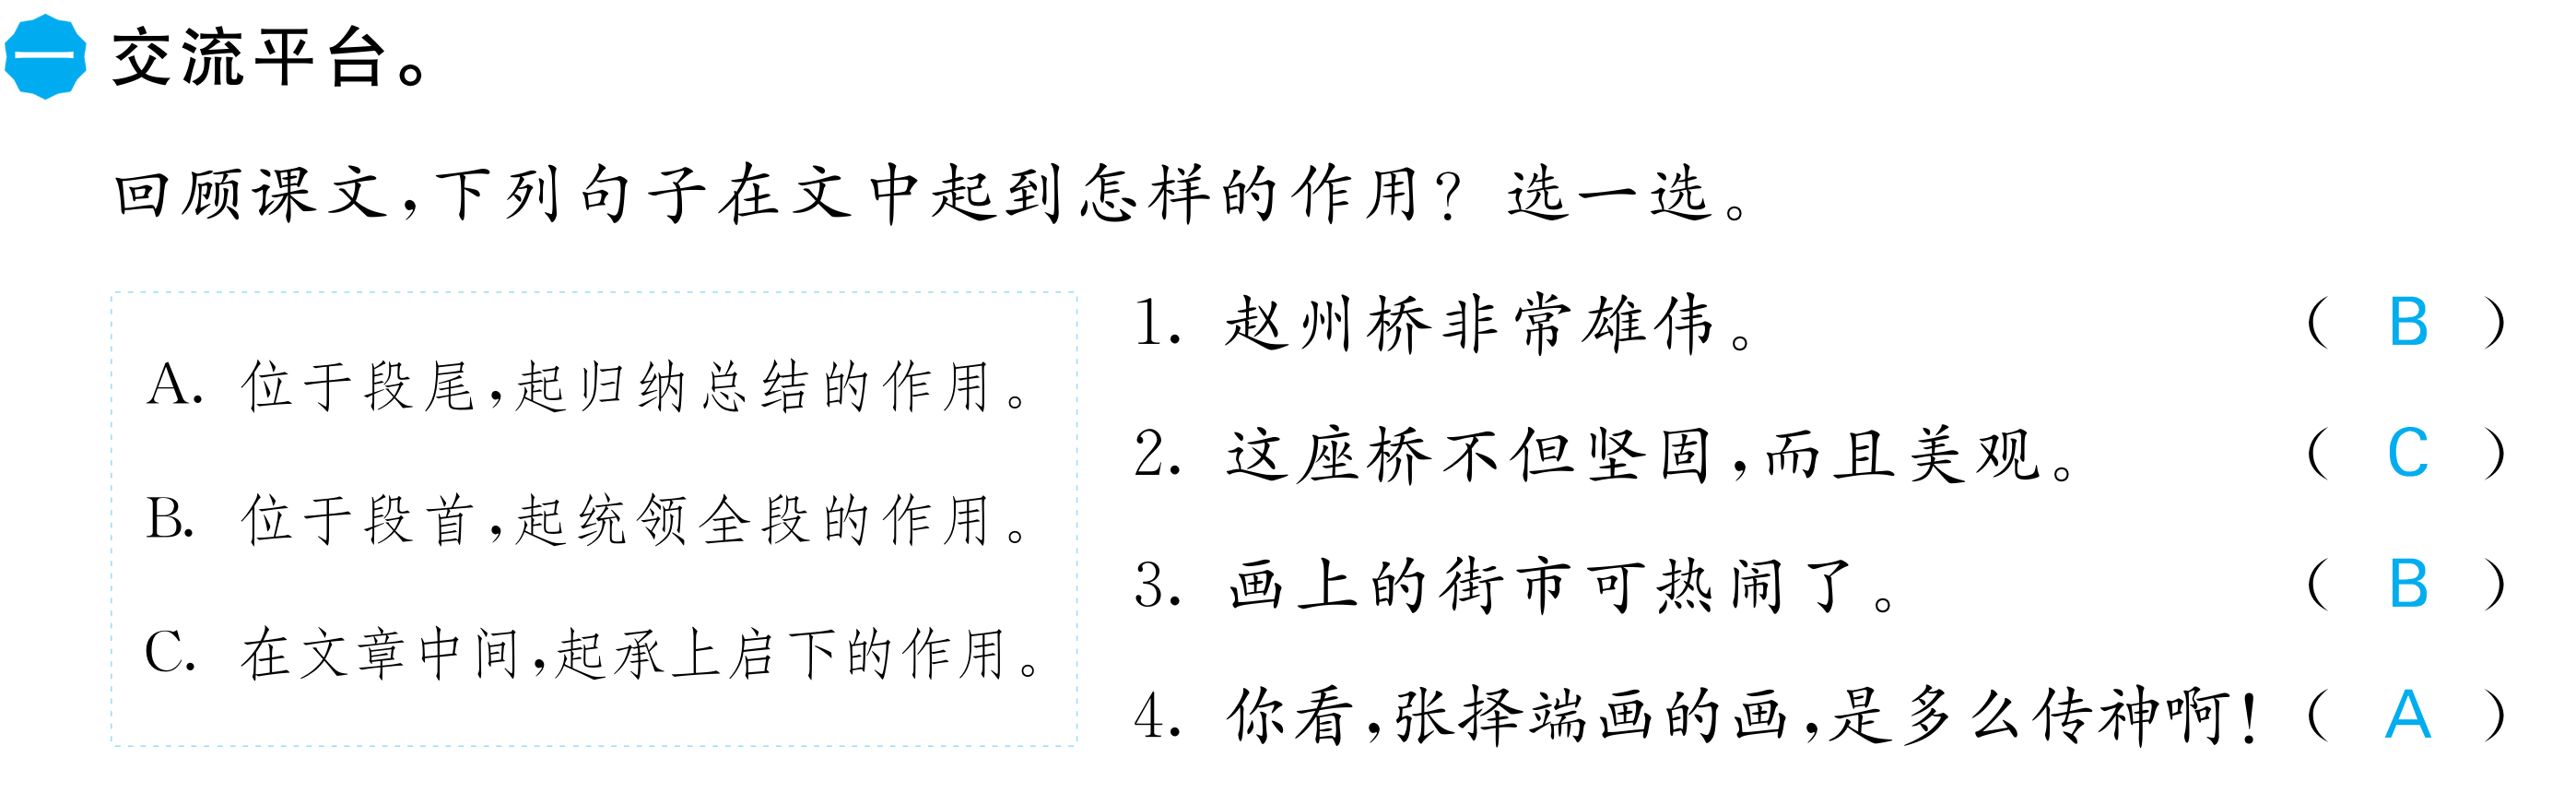 一 交流平台。
回顾课文,下列句子在文中起到怎样的作用? 选一选。
A. 位于段尾,起归纳总结的作用。
B. 位于段首,起统领全段的作用。
C. 在文章中间,起承上启下的作用。
1. 赵州桥非常雄伟。 ( B )
2. 这座桥不但坚固,而且美观。 ( C )
3. 画上的街市可热闹了。 ( B )
4. 你看,张择端画的画,是多么传神啊! ( A )